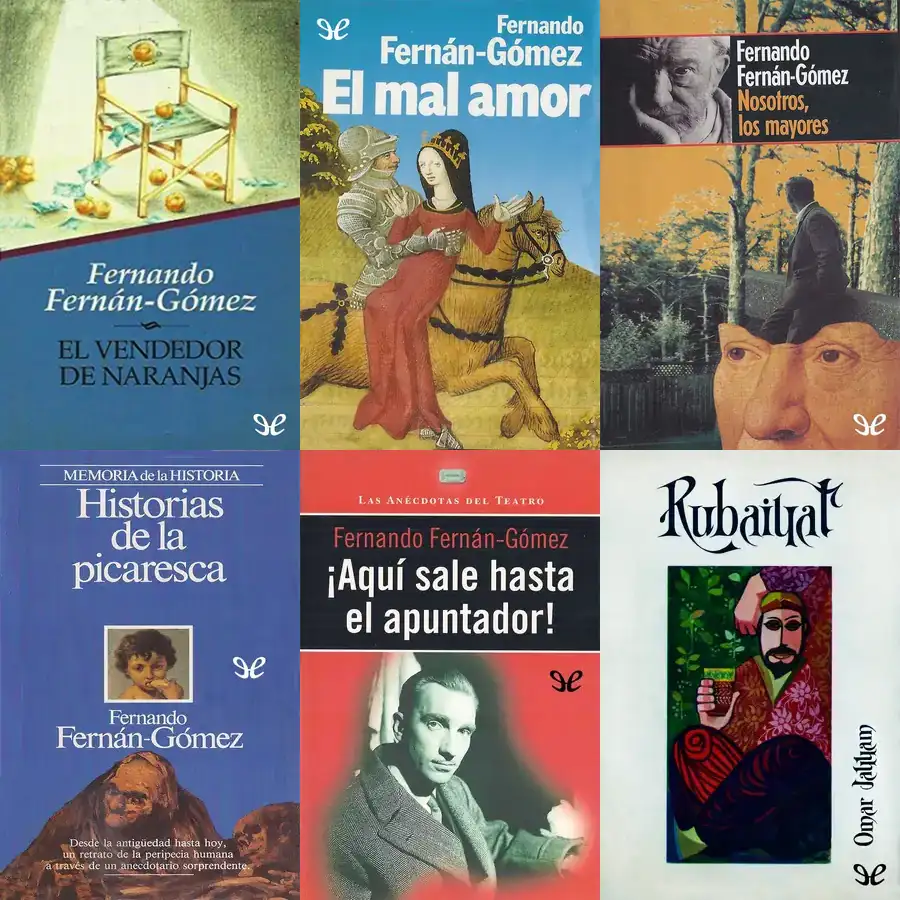 Fernando
Fernán-Gómez
EL VENDEDOR
DE NARANJAS
Fernando
Fernán-Gómez
El mal amor
Fernando
Fernán-Gómez
Nosotros,
los mayores
MEMORIA de la HISTORIA
Historias
de la
picaresca
Fernando
Fernán-Gómez
Desde la antigüedad hasta hoy,
un retrato de la peripecia humana
a través de un anecdotario sorprendente.
LAS ANÉCDOTAS DEL TEATRO
Fernando Fernán-Gómez
¡Aquí sale hasta
el apuntador!
Rubaiyat
Omar Jayyam